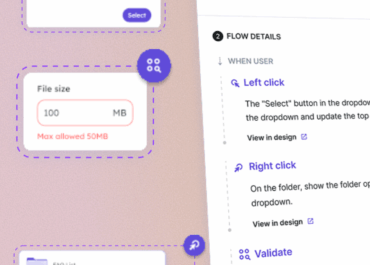 Select
File size
100 MB
Max allowed 50MB
2 FLOW DETAILS
WHEN USER
Left click
The "Select" button in the dropdow
the dropdown and update the top
View in design
Right click
On the folder, show the folder op
dropdown.
View in design
Validate